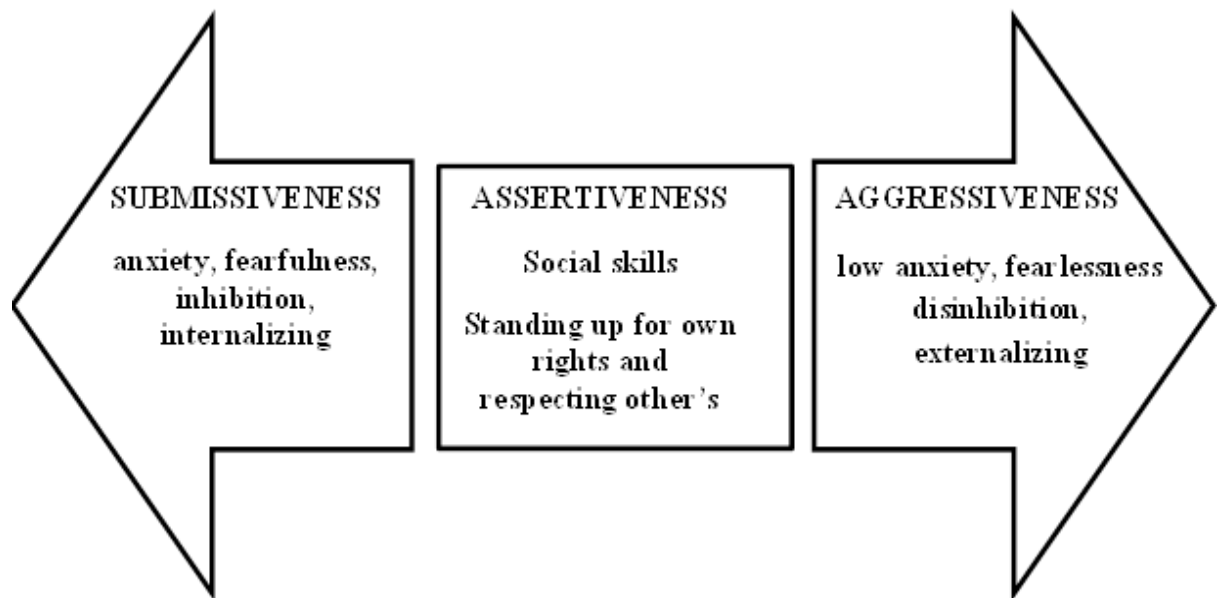 SUBMISSIVENESS
anxiety, fearfulness,
inhibition,
internalizing
ASSERTIVENESS
Social skills
Standing up for own
rights and
respecting other's
AGGRESSIVENESS
low anxiety, fearlessness
disinhibition,
externalizing